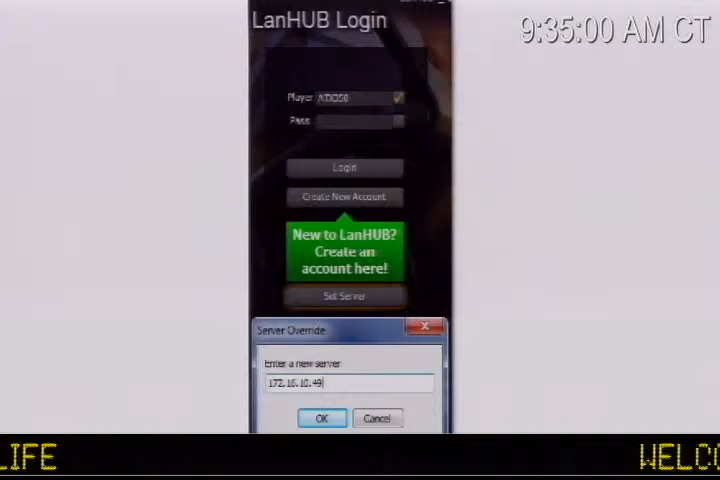 LanHUB Login
9:35:00 AM CT
Player ATX350
Pass
Login
Create New Account
New to LanHUB?
Create an
account here!
Set Server
Server Override
Enter a new server
172.16.10.49
OK Cancel
LIFE WELCO